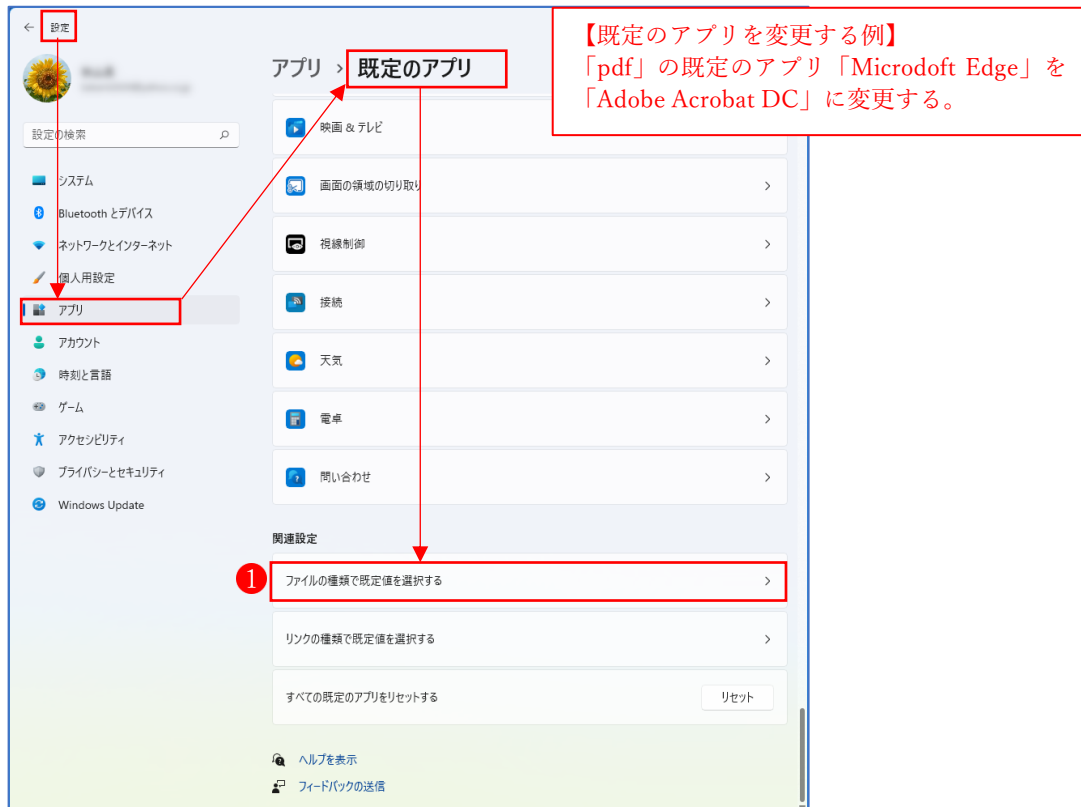 設定
【既定のアプリを変更する例】
「pdf」の既定のアプリ「Microdoft Edge」を
「Adobe Acrobat DC」に変更する。
アプリ › 既定のアプリ
設定の検索
システム
Bluetooth とデバイス
ネットワークとインターネット
個人用設定
アプリ
アカウント
時刻と言語
ゲーム
アクセシビリティ
プライバシーとセキュリティ
Windows Update
映画 & テレビ
画面の領域の切り取り
視線制御
接続
天気
電卓
問い合わせ
関連設定
1 ファイルの種類で既定値を選択する
リンクの種類で既定値を選択する
すべての既定のアプリをリセットする リセット
ヘルプを表示
フィードバックの送信